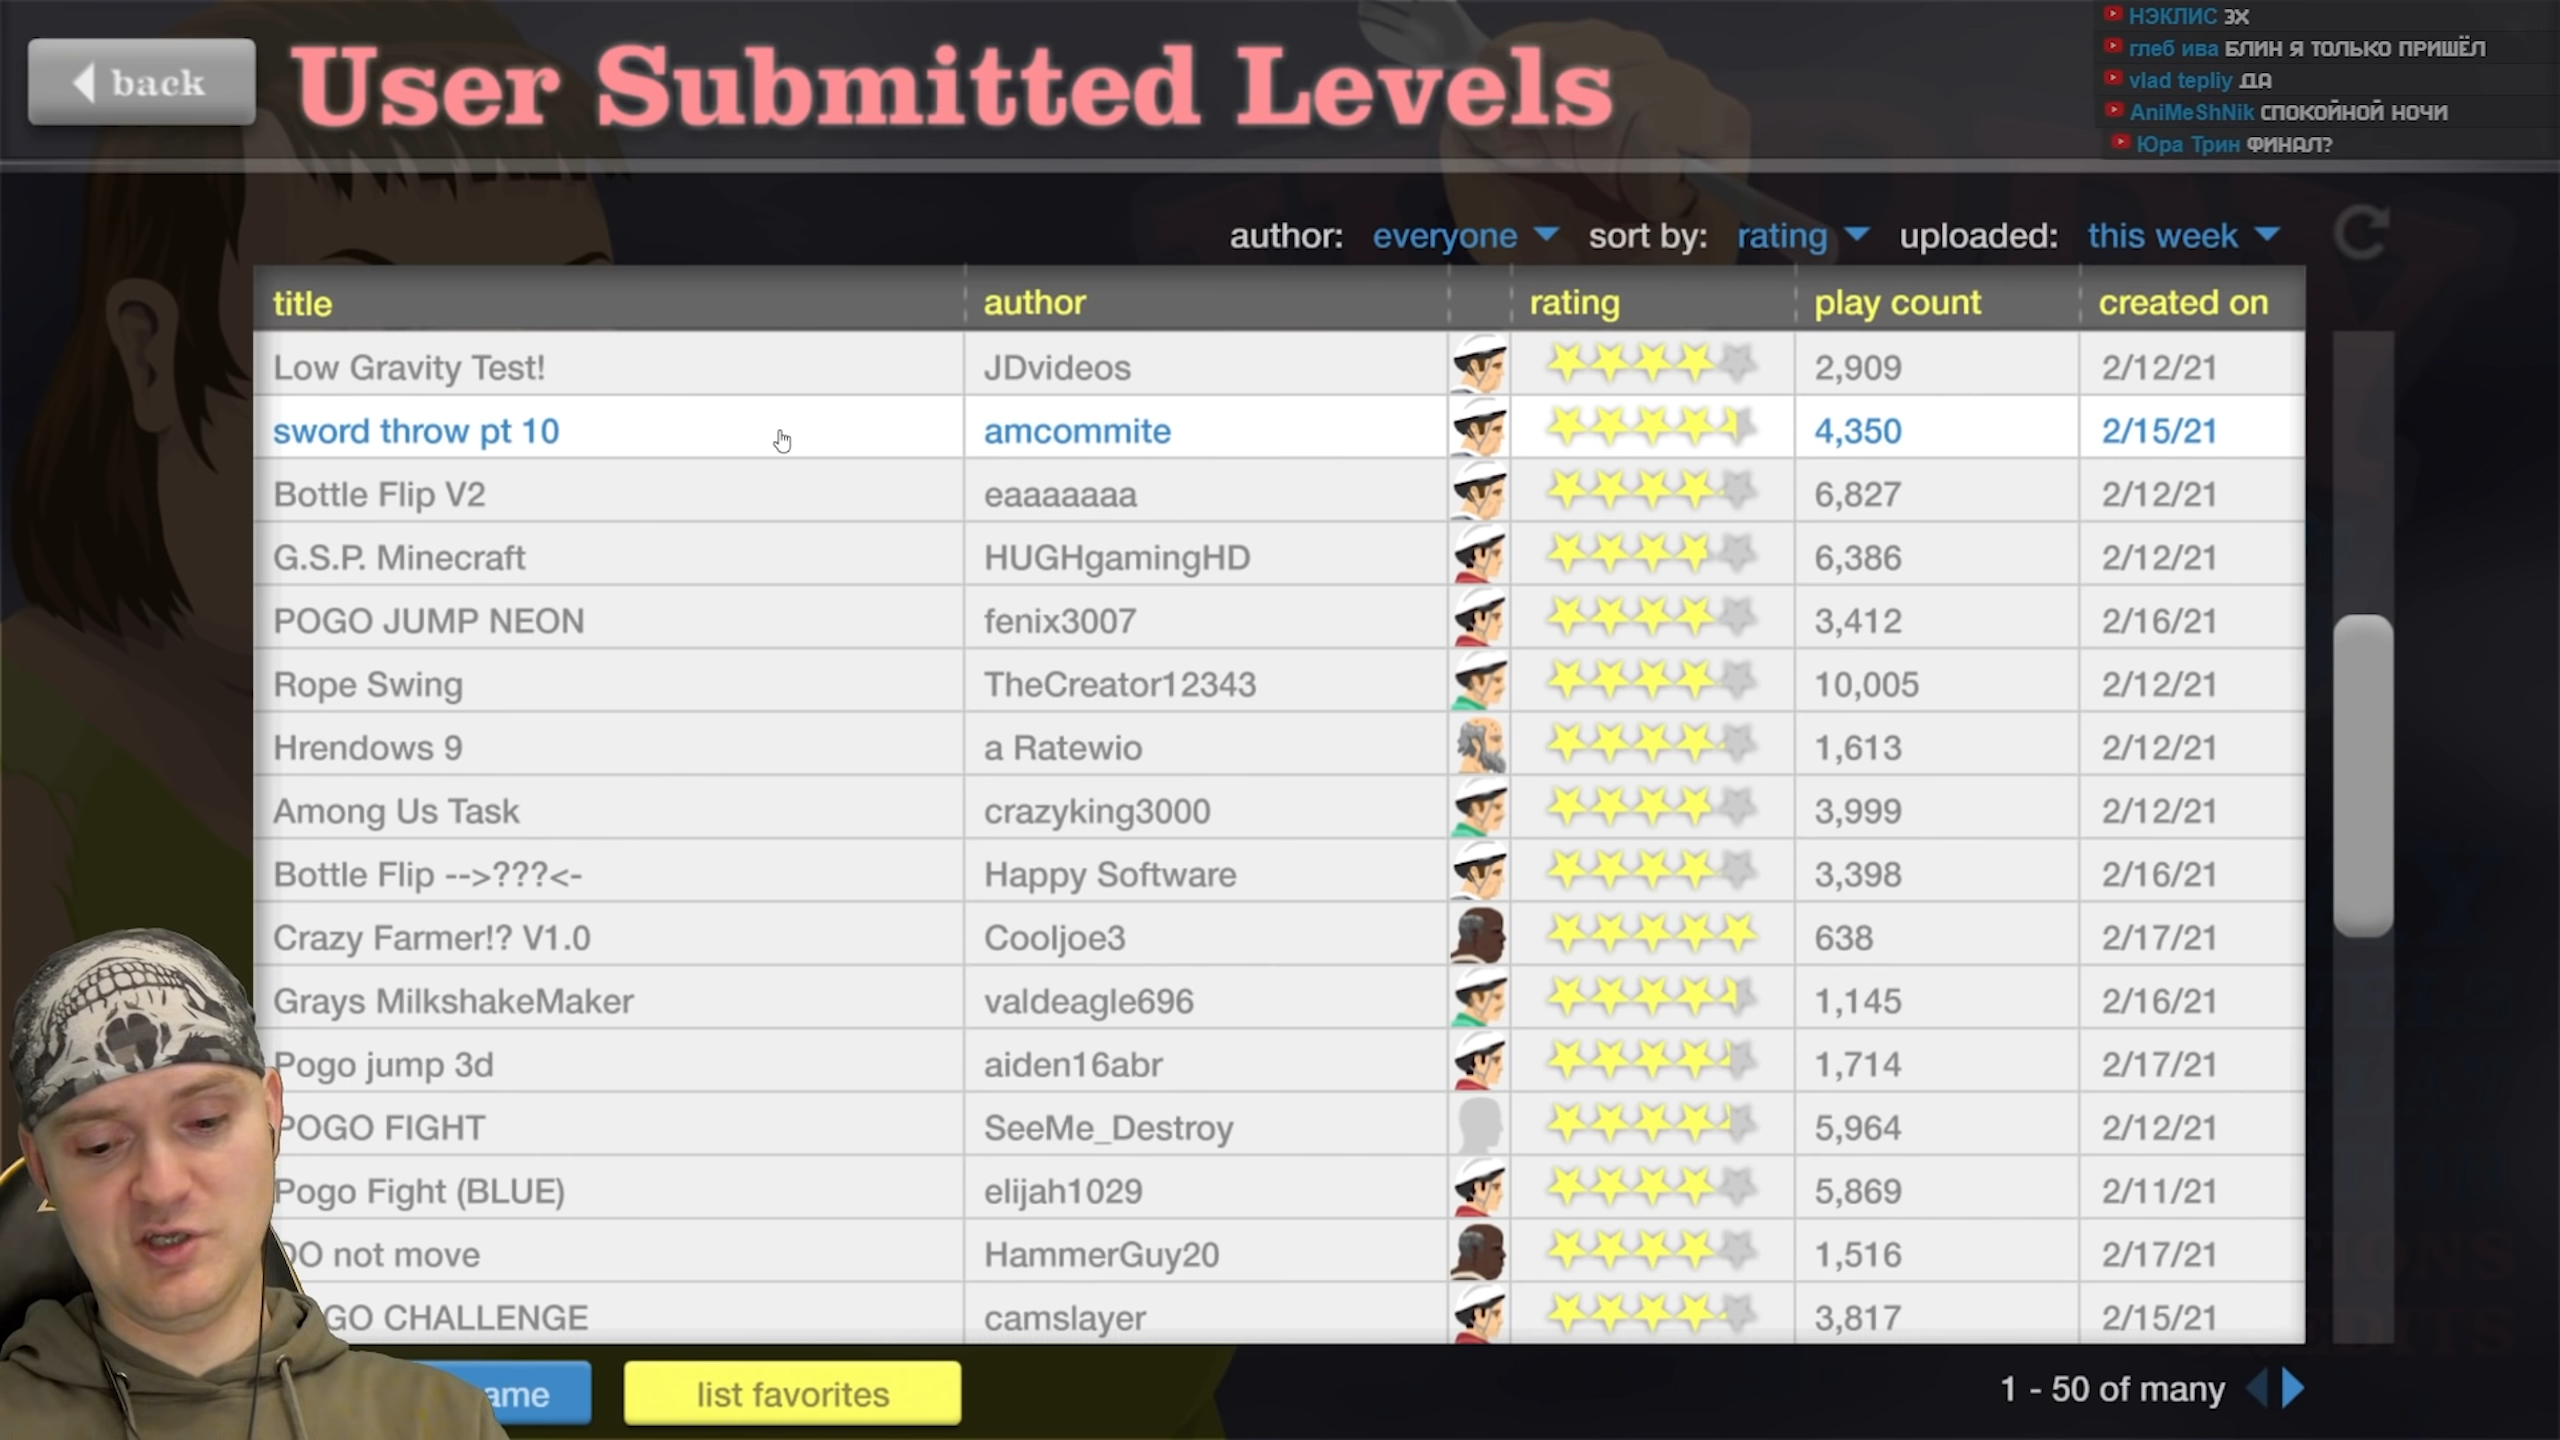 back
User Submitted Levels
НЭКЛИС ЭХ
глеб ива БЛИН Я ТОЛЬКО ПРИШЁЛ
vlad tepliy ДА
AniMeShNik СПОКОЙНОЙ НОЧИ
Юра Трин ФИНАЛ?
author: everyone sort by: rating uploaded: this week
title author rating play count created on
Low Gravity Test! JDvideos 2,909 2/12/21
sword throw pt 10 amcommite 4,350 2/15/21
Bottle Flip V2 eaaaaaaa 6,827 2/12/21
G.S.P. Minecraft HUGHgamingHD 6,386 2/12/21
POGO JUMP NEON fenix3007 3,412 2/16/21
Rope Swing TheCreator12343 10,005 2/12/21
Hrendows 9 a Ratewio 1,613 2/12/21
Among Us Task crazyking3000 3,999 2/12/21
Bottle Flip -->???<- Happy Software 3,398 2/16/21
Crazy Farmer!? V1.0 Cooljoe3 638 2/17/21
Grays MilkshakeMaker valdeagle696 1,145 2/16/21
Pogo jump 3d aiden16abr 1,714 2/17/21
POGO FIGHT SeeMe_Destroy 5,964 2/12/21
Pogo Fight (BLUE) elijah1029 5,869 2/11/21
DO not move HammerGuy20 1,516 2/17/21
GO CHALLENGE camslayer 3,817 2/15/21
ame list favorites 1 - 50 of many